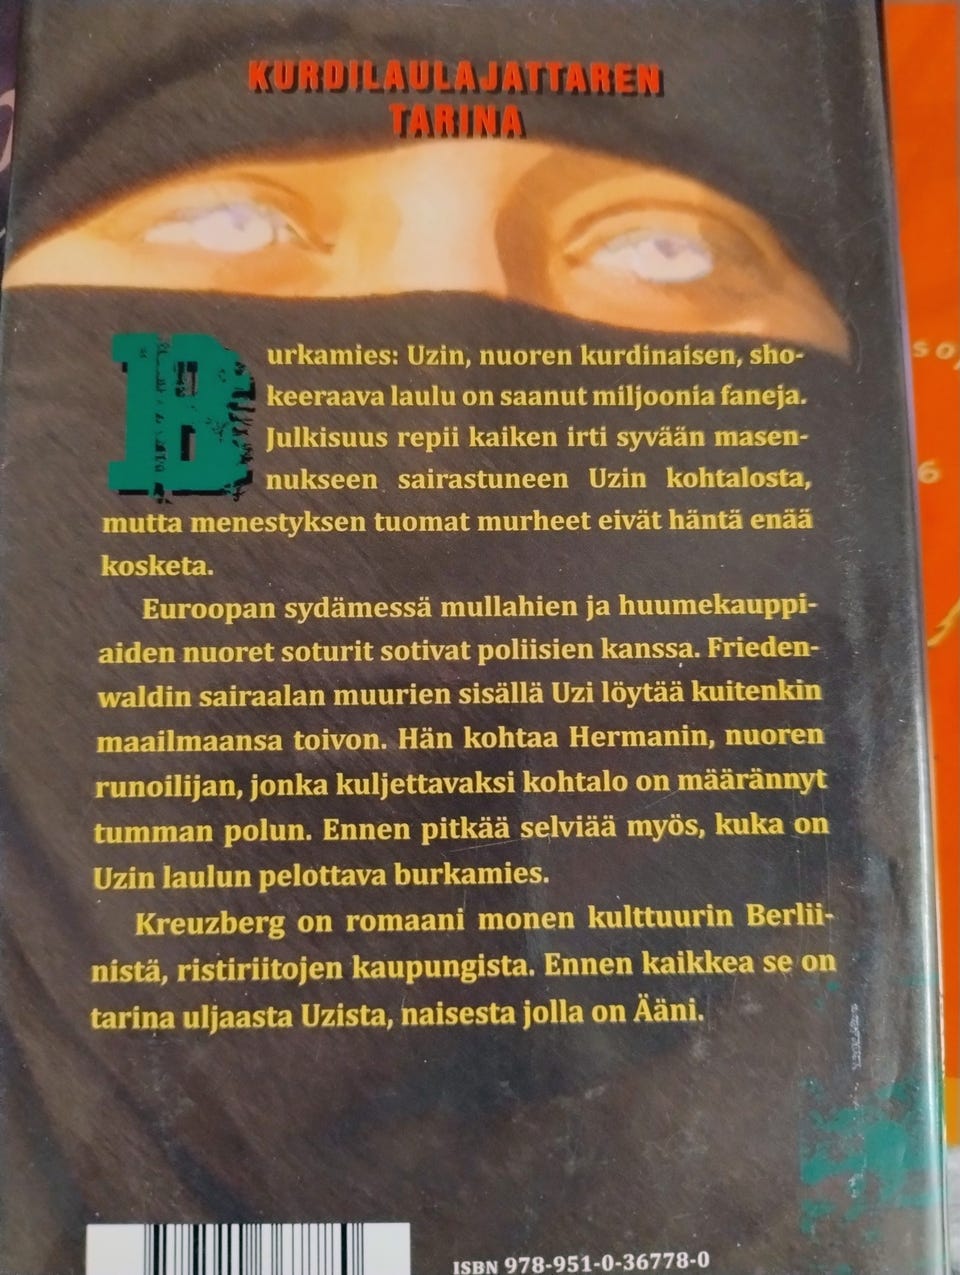 KURDILAULAJATTAREN
TARINA
Burkamies: Uzin, nuoren kurdinaisen, sho-
keeraava laulu on saanut miljoonia faneja.
Julkisuus repii kaiken irti syvään masen-
nukseen sairastuneen Uzin kohtalosta,
mutta menestyksen tuomat murheet eivät häntä enää
kosketa.
Euroopan sydämessä mullahien ja huumekauppi-
aiden nuoret soturit sotivat poliisien kanssa. Frieden-
waldin sairaalan muurien sisällä Uzi löytää kuitenkin
maailmaansa toivon. Hän kohtaa Hermanin, nuoren
runoilijan, jonka kuljettavaksi kohtalo on määrännyt
tumman polun. Ennen pitkää selviää myös, kuka on
Uzin laulun pelottava burkamies.
Kreuzberg on romaani monen kulttuurin Berlii-
nistä, ristiriitojen kaupungista. Ennen kaikkea se on
tarina uljaasta Uzista, naisesta jolla on Ääni.
ISBN 978-951-0-36778-0
so,
6